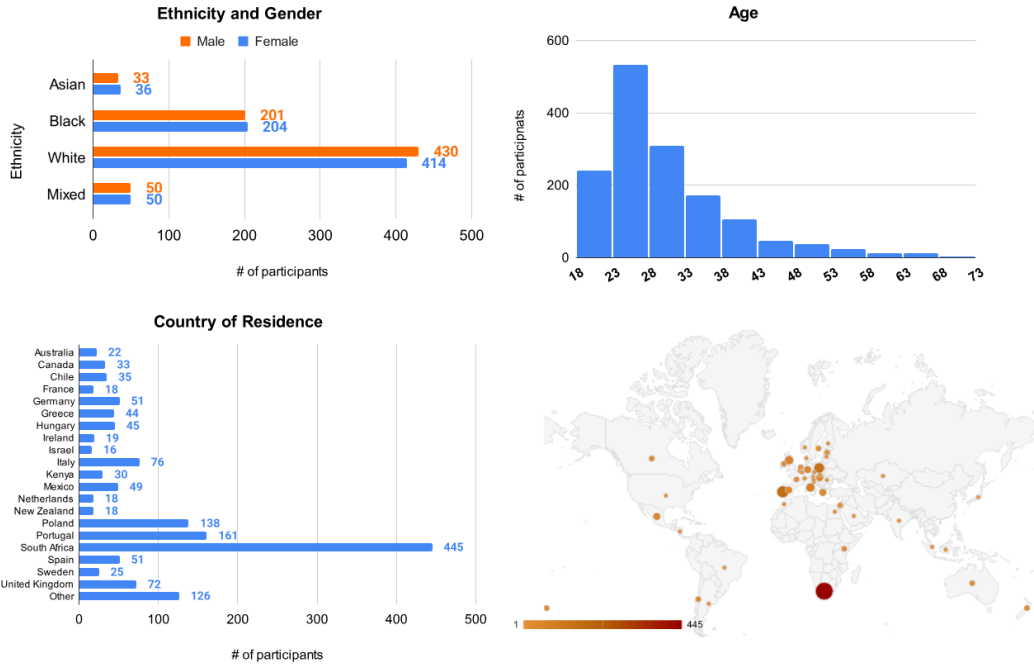 Ethnicity and Gender
Male Female
Ethnicity
Asian 33 36
Black 201 204
White 430 414
Mixed 50 50
0 100 200 300 400 500
# of participants
Age
# of participnats
600
400
200
0
18 23 28 33 38 43 48 53 58 63 68 73
Country of Residence
Australia 22
Canada 33
Chile 35
France 18
Germany 51
Greece 44
Hungary 45
Ireland 19
Israel 16
Italy 76
Kenya 30
Mexico 49
Netherlands 18
New Zealand 18
Poland 138
Portugal 161
South Africa 445
Spain 51
Sweden 25
United Kingdom 72
Other 126
0 100 200 300 400 500
# of participants
1 445